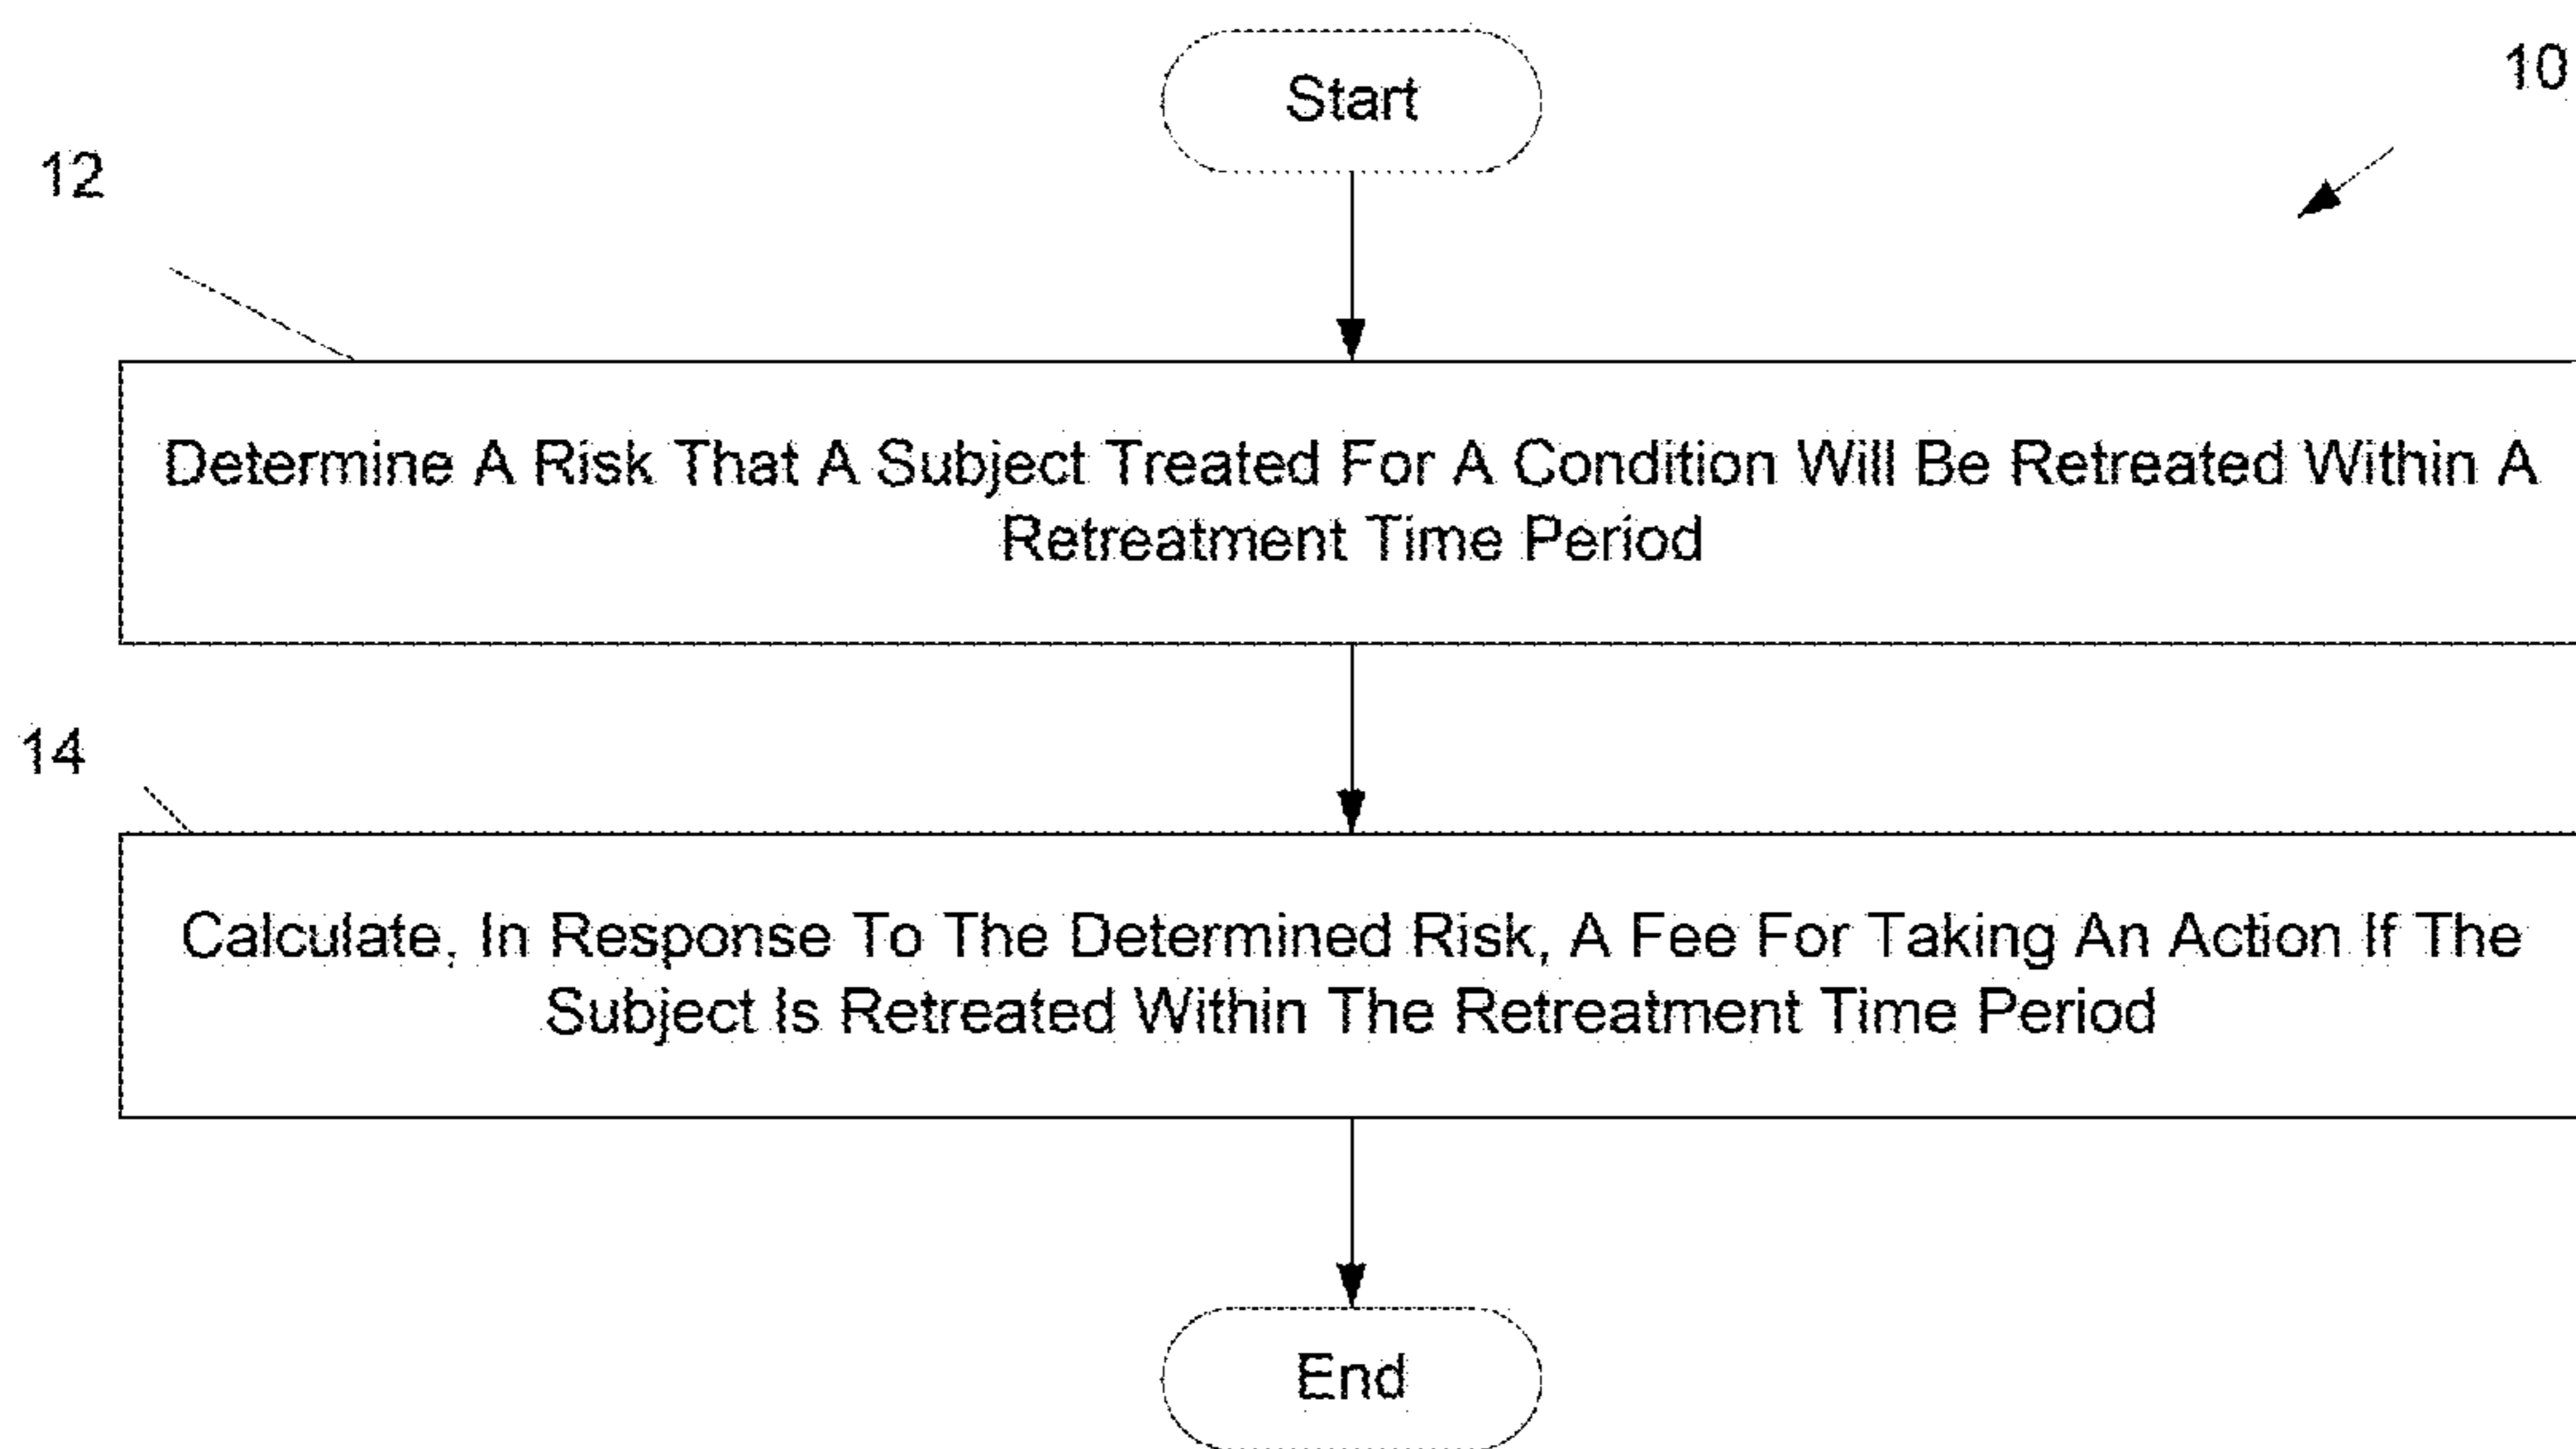 Start
10
12
Determine A Risk That A Subject Treated For A Condition Will Be Retreated Within A
Retreatment Time Period
14
Calculate, In Response To The Determined Risk, A Fee For Taking An Action If The
Subject Is Retreated Within The Retreatment Time Period
End